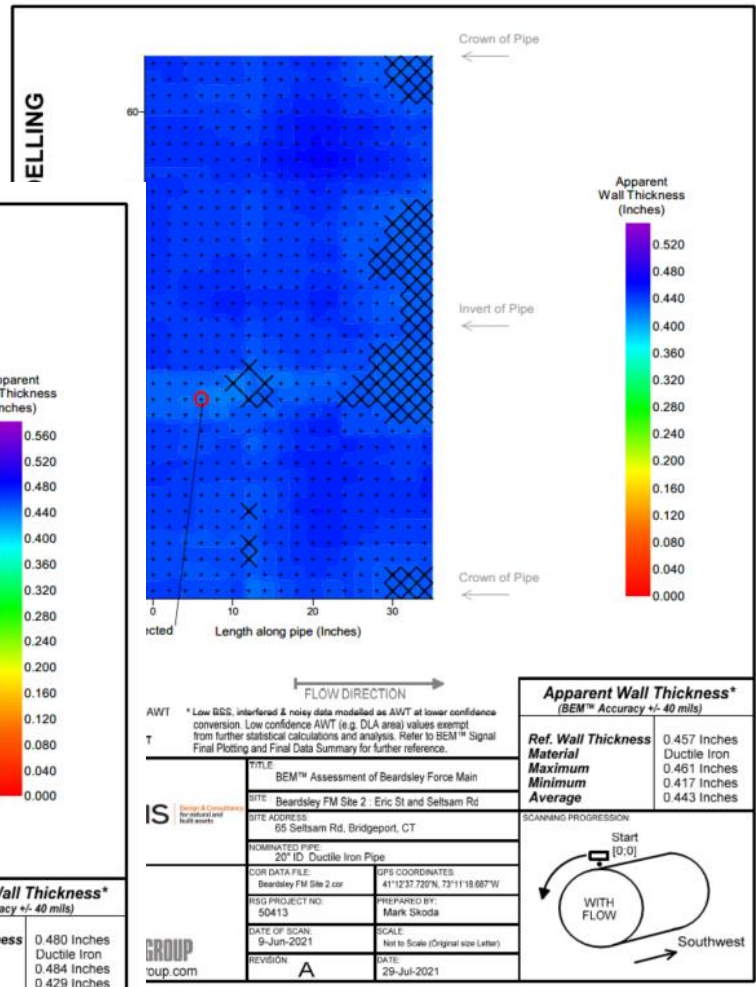 DELLING
Crown of Pipe
60
Apparent
Wall Thickness
(Inches)
0.520
0.480
0.440
0.400
0.360
0.320
0.280
0.240
0.200
0.160
0.120
0.080
0.040
0.000
Invert of Pipe
Crown of Pipe
0 10 20 30
ected
Length along pipe (Inches)
pparent
Thickness
nches)
0.560
0.520
0.480
0.440
0.400
0.360
0.320
0.280
0.240
0.200
0.160
0.120
0.080
0.040
0.000
FLOW DIRECTION
AWT
T
* Low BSS, interfered & noisy data modelled as AWT at lower confidence
conversion. Low confidence AWT (e.g. DLA area) values exempt
from further statistical calculations and analysis. Refer to BEM™ Signal
Final Plotting and Final Data Summary for further reference.
Apparent Wall Thickness*
(BEM™ Accuracy +/- 40 mils)
Ref. Wall Thickness 0.457 Inches
Material Ductile Iron
Maximum 0.461 Inches
Minimum 0.417 Inches
Average 0.443 Inches
TITLE:
BEM™ Assessment of Beardsley Force Main
SITE: Beardsley FM Site 2 : Eric St and Seltsam Rd
SITE ADDRESS:
65 Seltsam Rd, Bridgeport, CT
NOMINATED PIPE:
20" ID Ductile Iron Pipe
COR DATA FILE:
Beardsley FM Site 2.cor
GPS COORDINATES:
41°12'37.720"N, 73°11'18.687"W
RSG PROJECT NO:
50413
PREPARED BY:
Mark Skoda
DATE OF SCAN:
9-Jun-2021
SCALE:
Not to Scale (Original size Letter)
REVISION:
A
DATE:
29-Jul-2021
IS
Design & Consultancy
for natural and
built assets
GROUP
roup.com
SCANNING PROGRESSION:
Start
[0;0]
WITH
FLOW
Southwest
Vall Thickness*
acy +/- 40 mils)
ess 0.480 Inches
Ductile Iron
0.484 Inches
0.429 Inches